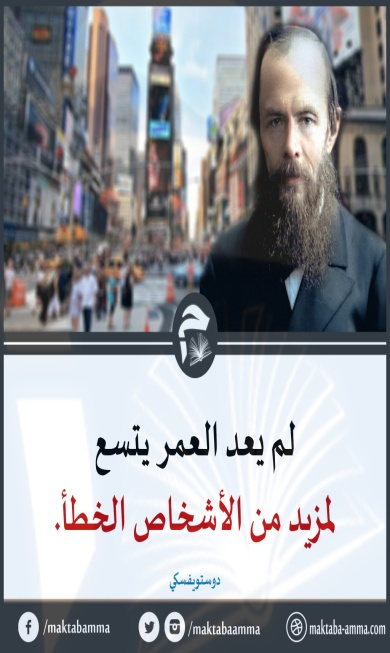 لم يعد العمر يتسع
لمزيد من الأشخاص الخطأ.
دوستويفسكي
/maktabamma /maktabaamma maktaba-amma.com